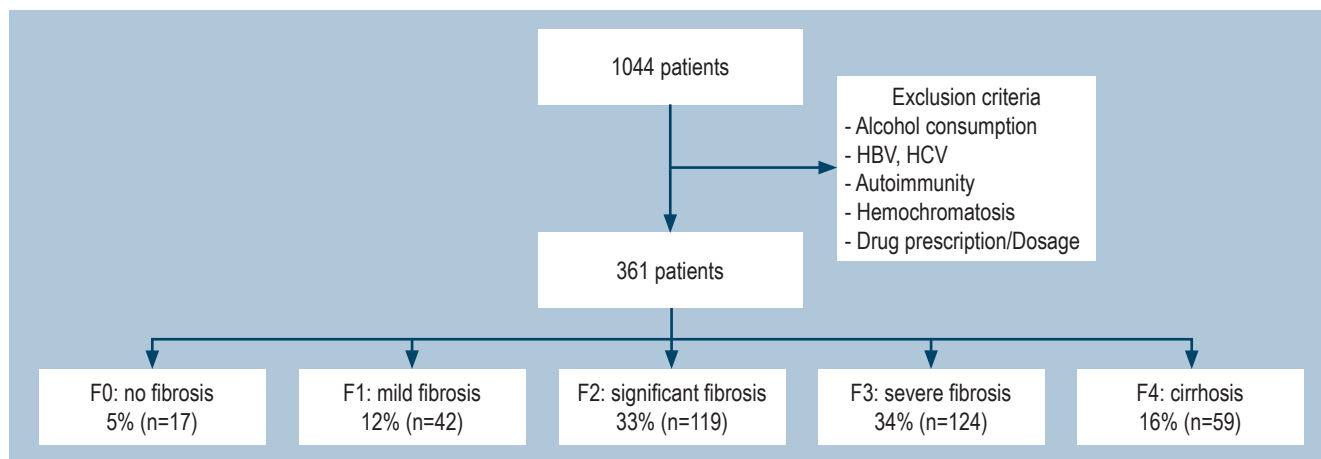 1044 patients
Exclusion criteria
- Alcohol consumption
- HBV, HCV
- Autoimmunity
- Hemochromatosis
- Drug prescription/Dosage
361 patients
F0: no fibrosis
5% (n=17)
F1: mild fibrosis
12% (n=42)
F2: significant fibrosis
33% (n=119)
F3: severe fibrosis
34% (n=124)
F4: cirrhosis
16% (n=59)